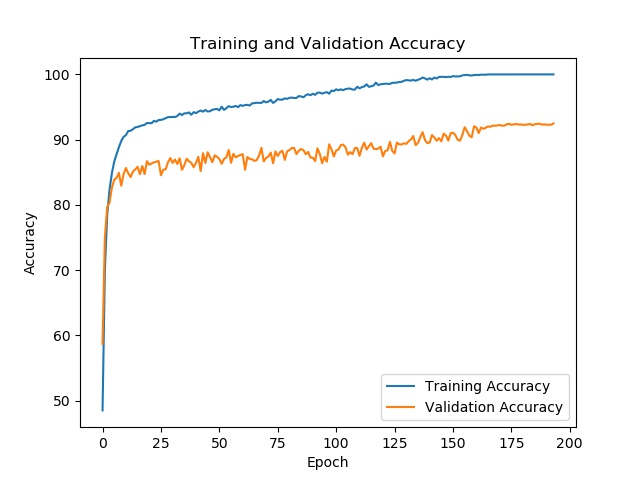 Training and Validation Accuracy
100
90
80
70
60
50
Accuracy
0 25 50 75 100 125 150 175 200
Epoch
Training Accuracy
Validation Accuracy